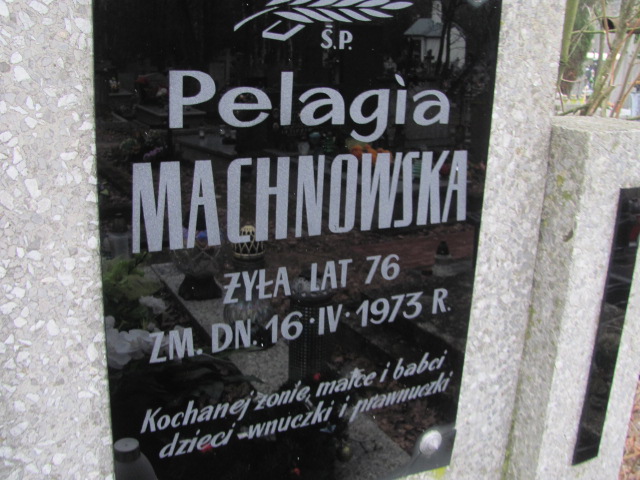 Ś.P.
Pelagia
MACHNOWSKA
ŻYŁA LAT 76
ZM. DN. 16·IV·1973 R.
Kochanej żonie, matce i babci
dzieci-wnuczki i prawnuczki